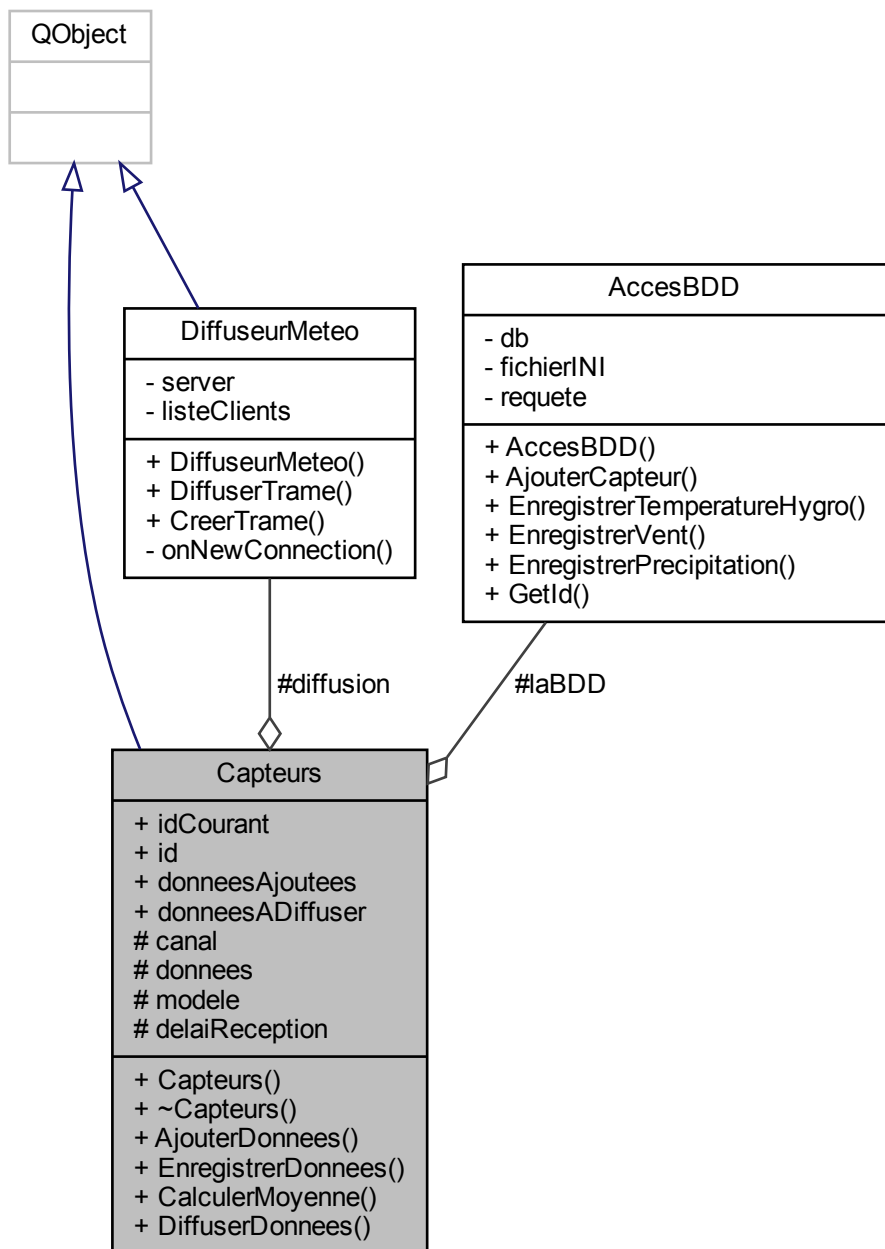 QObject
DiffuseurMeteo
- server
- listeClients
+ DiffuseurMeteo()
+ DiffuserTrame()
+ CreerTrame()
- onNewConnection()
AccesBDD
- db
- fichierINI
- requete
+ AccesBDD()
+ AjouterCapteur()
+ EnregistrerTemperatureHygro()
+ EnregistrerVent()
+ EnregistrerPrecipitation()
+ GetId()
#diffusion
#laBDD
Capteurs
+ idCourant
+ id
+ donneesAjoutees
+ donneesADiffuser
# canal
# donnees
# modele
# delaiReception
+ Capteurs()
+ ~Capteurs()
+ AjouterDonnees()
+ EnregistrerDonnees()
+ CalculerMoyenne()
+ DiffuserDonnees()